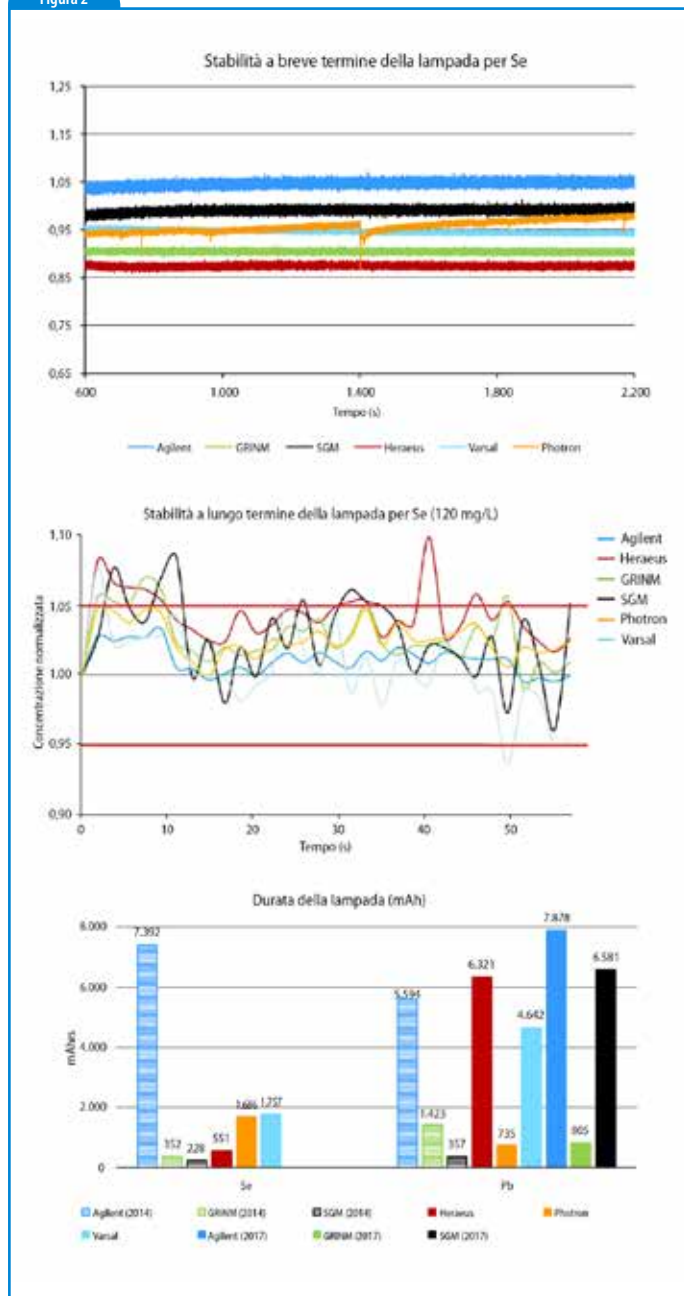 Figura 2
Stabilità a breve termine della lampada per Se
1,25
1,15
1,05
0,95
0,85
0,75
0,65
600 1.000 1.400 1,800 2,200
Tempo (s)
Agilent GRINM SGM Heraeus Varsal Photron
Stabilità a lungo termine della lampada per Se (120 mg/L)
1,10
1,05
1,00
0,95
0,90
Concentrazione normalizzata
0 10 20 30 40 50
Tempo (s)
Agilent
Heraeus
GRINM
SGM
Photron
Varsal
Durata della lampada (mAh)
mAhrs
6.000
6.000
4.000
2.000
0
7.392
352
228
551
1.757
5.594
1.423
357
6.321
735
4.642
7.878
805
6.581
Se Pb
Agilent (2014) GRINM (2014) SGM (2014) Heraeus Photron
Varsal Agilent (2017) GRINM (2017) SGM (2017)